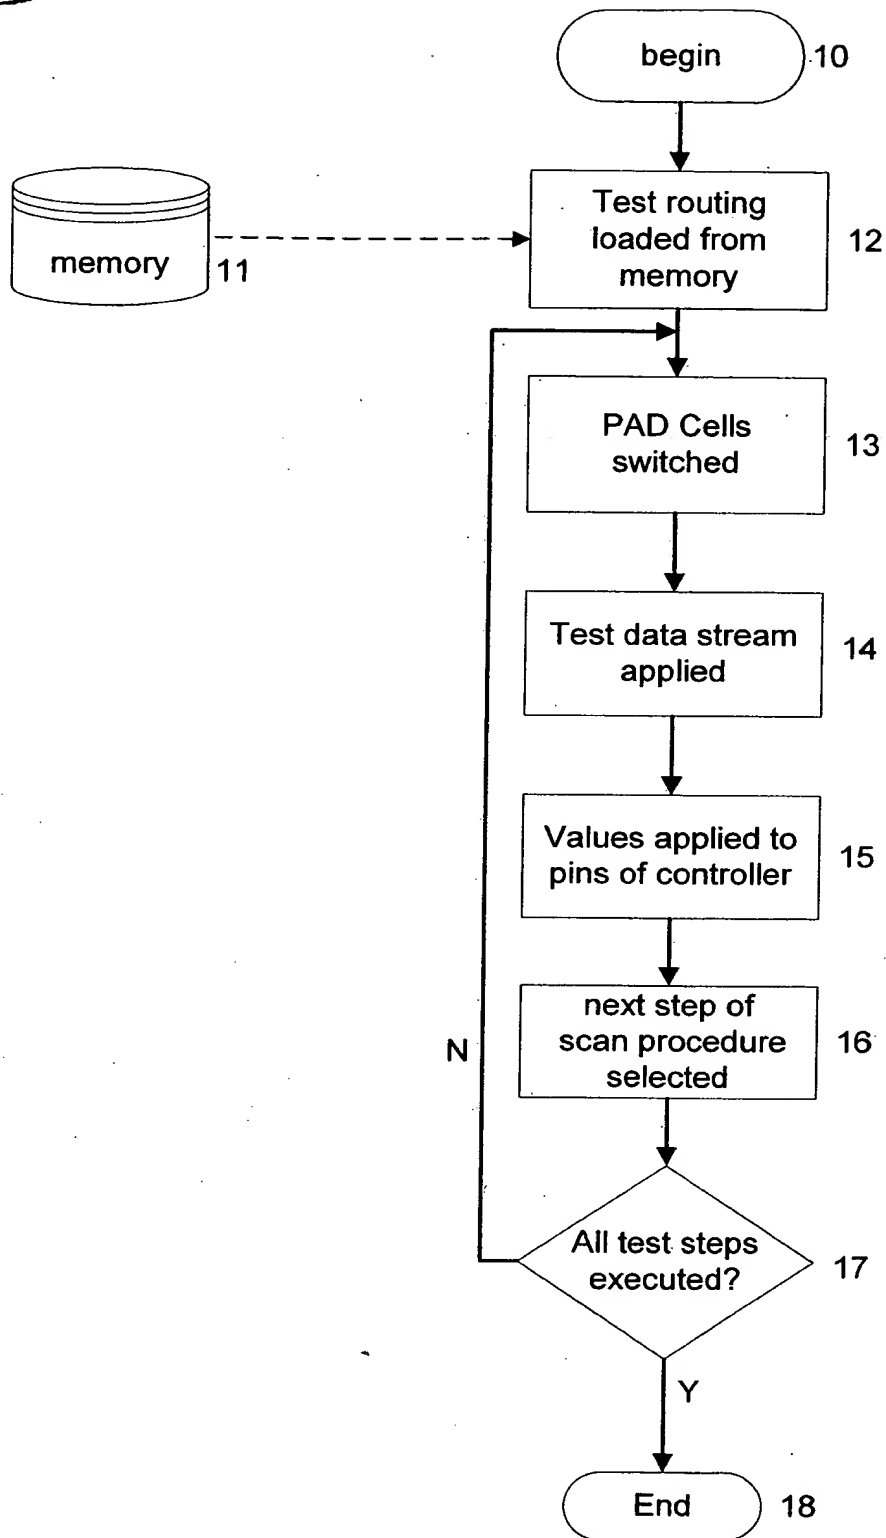 begin
10
Test routing
loaded from
memory
12
memory
11
PAD Cells
switched
13
Test data stream
applied
14
Values applied to
pins of controller
15
next step of
scan procedure
selected
16
N
All test steps
executed?
17
Y
End
18